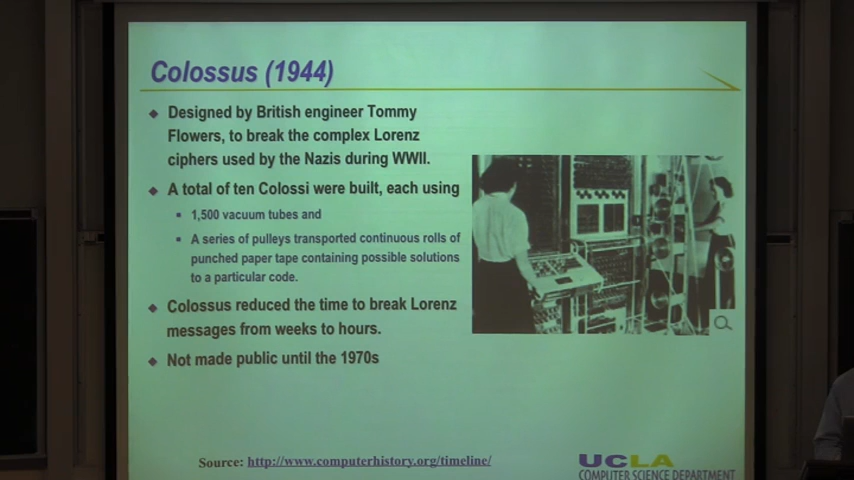 Colossus (1944)
Designed by British engineer Tommy
Flowers, to break the complex Lorenz
ciphers used by the Nazis during WWII.
A total of ten Colossi were built, each using
1,500 vacuum tubes and
A series of pulleys transported continuous rolls of
punched paper tape containing possible solutions
to a particular code.
Colossus reduced the time to break Lorenz
messages from weeks to hours.
Not made public until the 1970s
Source: http://www.computerhistory.org/timeline/
UCLA
COMPUTER SCIENCE DEPARTMENT